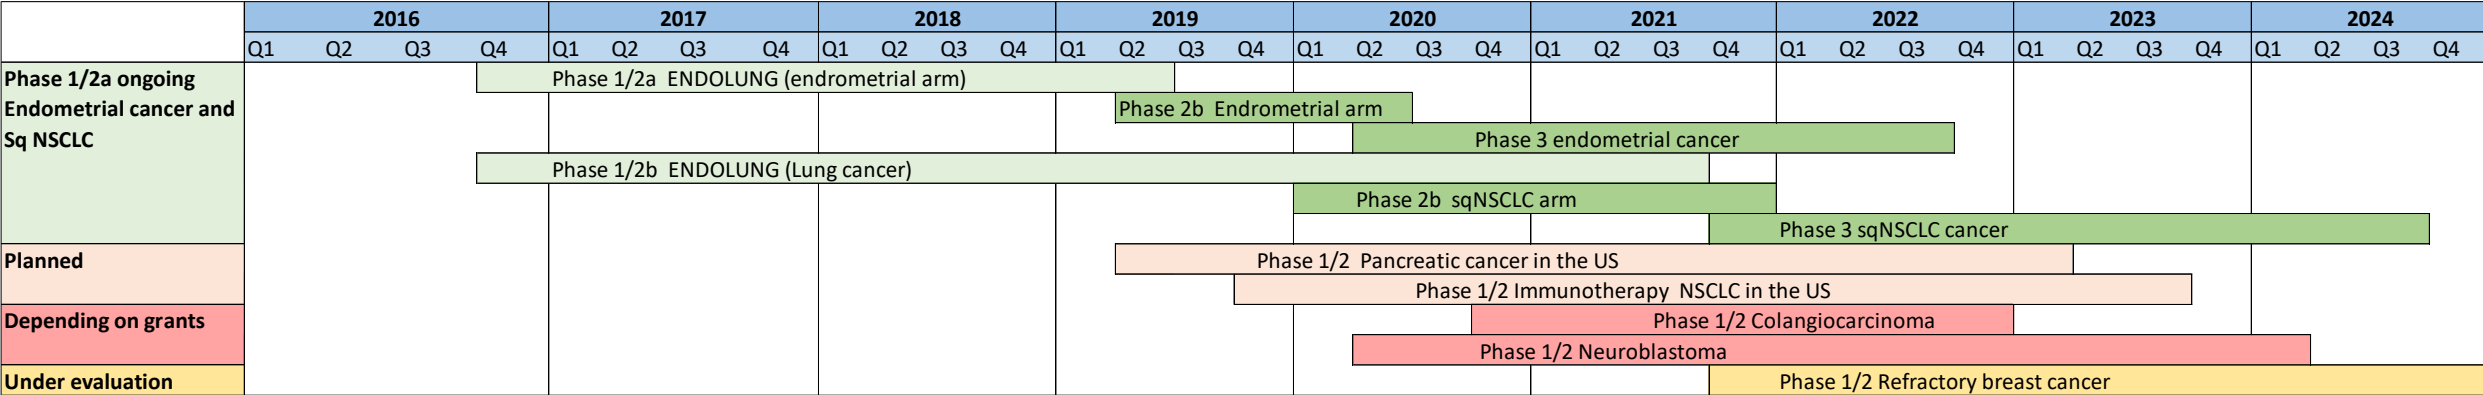 2016 2017 2018 2019 2020 2021 2022 2023 2024
Q1 Q2 Q3 Q4 Q1 Q2 Q3 Q4 Q1 Q2 Q3 Q4 Q1 Q2 Q3 Q4 Q1 Q2 Q3 Q4 Q1 Q2 Q3 Q4 Q1 Q2 Q3 Q4 Q1 Q2 Q3 Q4 Q1 Q2 Q3 Q4
Phase 1/2a ongoing
Endometrial cancer and
Sq NSCLC
Phase 1/2a ENDOLUNG (endrometrial arm)
Phase 2b Endrometrial arm
Phase 3 endometrial cancer
Phase 1/2b ENDOLUNG (Lung cancer)
Phase 2b sqNSCLC arm
Phase 3 sqNSCLC cancer
Planned
Phase 1/2 Pancreatic cancer in the US
Phase 1/2 Immunotherapy NSCLC in the US
Depending on grants
Phase 1/2 Colangiocarcinoma
Phase 1/2 Neuroblastoma
Under evaluation
Phase 1/2 Refractory breast cancer